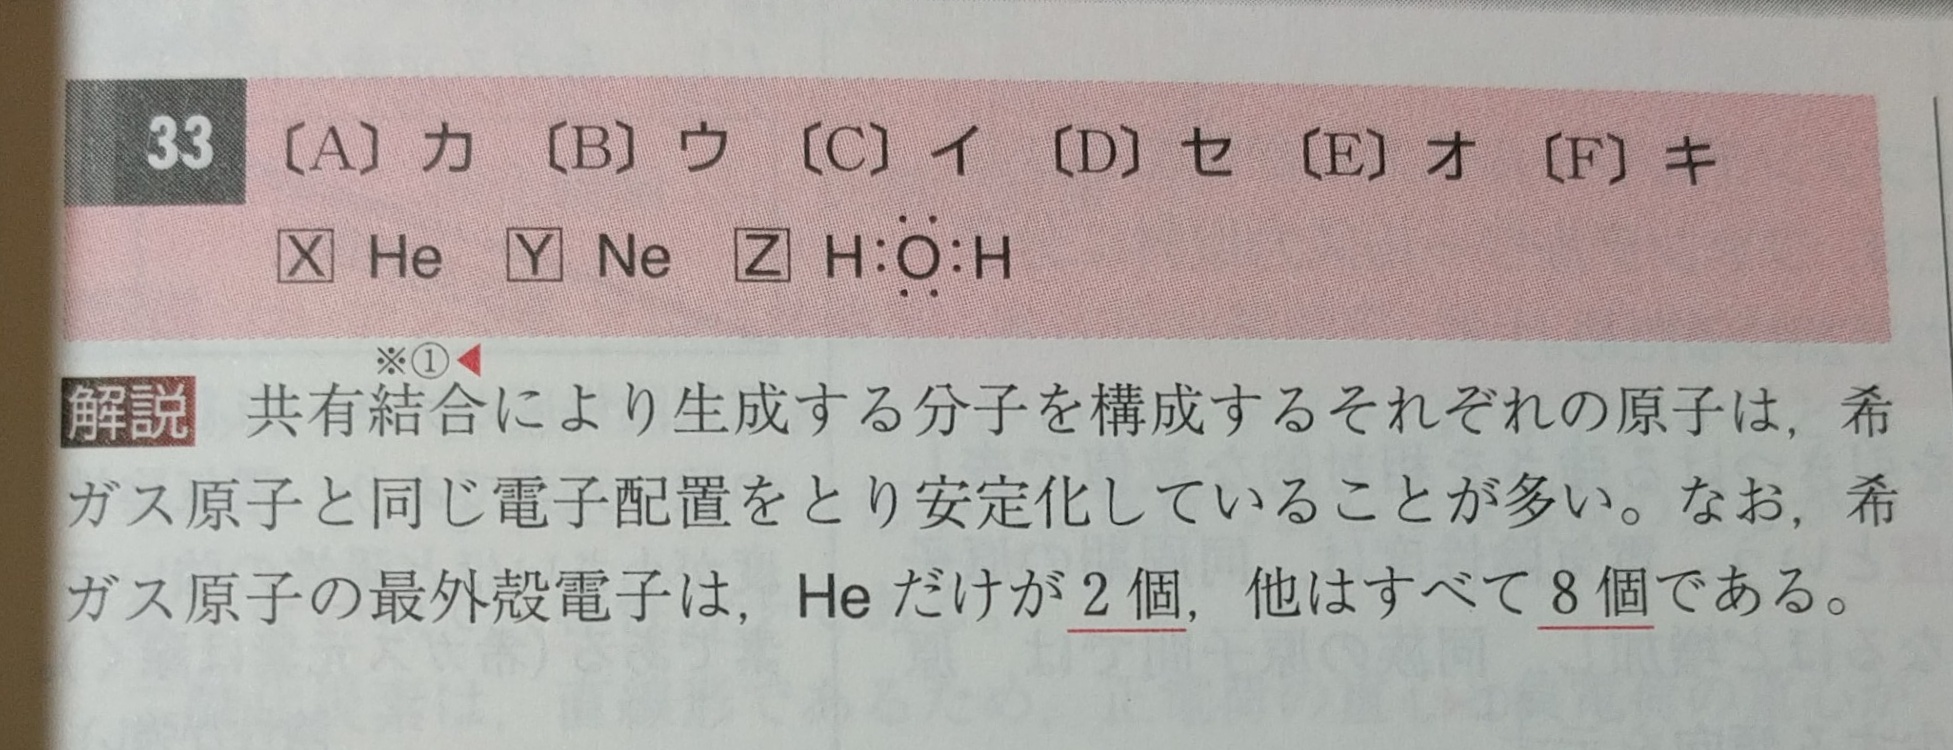 33 〔A〕 カ 〔B〕 ウ 〔C〕 イ 〔D〕 セ 〔E〕 オ 〔F〕 キ
X He Y Ne Z H:Ö:H
※①◀
解説 共有結合により生成する分子を構成するそれぞれの原子は，希
ガス原子と同じ電子配置をとり安定化していることが多い。なお，希
ガス原子の最外殻電子は，He だけが 2 個，他はすべて 8 個である。